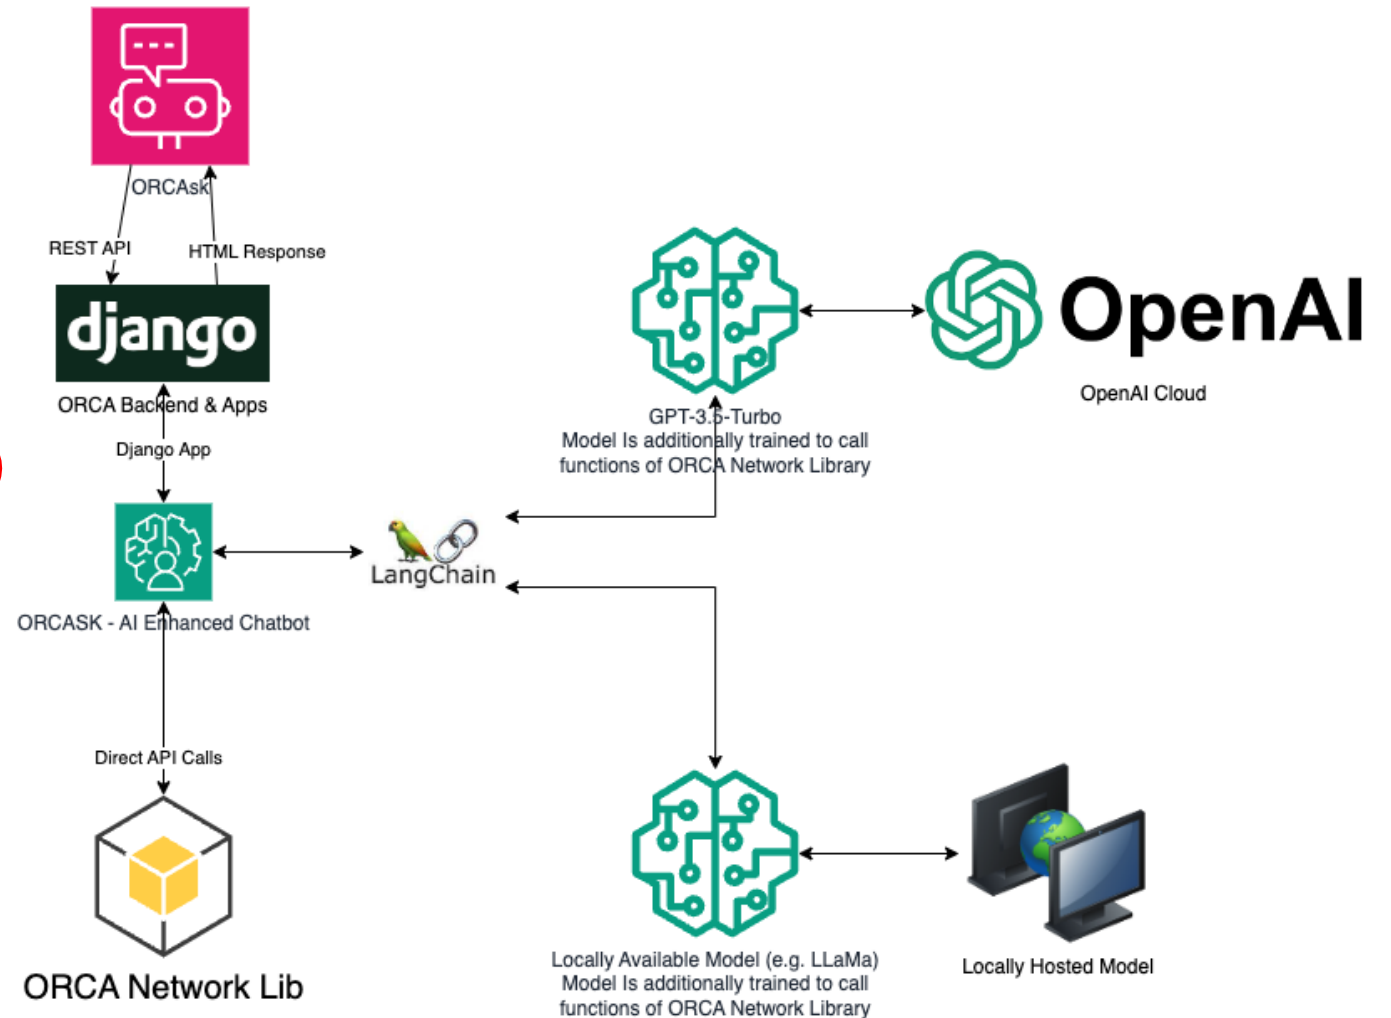 ORCAsk
REST API
HTML Response
django
ORCA Backend & Apps
Django App
ORCASK - AI Enhanced Chatbot
LangChain
Direct API Calls
ORCA Network Lib
GPT-3.5-Turbo
Model Is additionally trained to call
functions of ORCA Network Library
OpenAI
OpenAI Cloud
Locally Available Model (e.g. LLaMa)
Model Is additionally trained to call
functions of ORCA Network Library
Locally Hosted Model